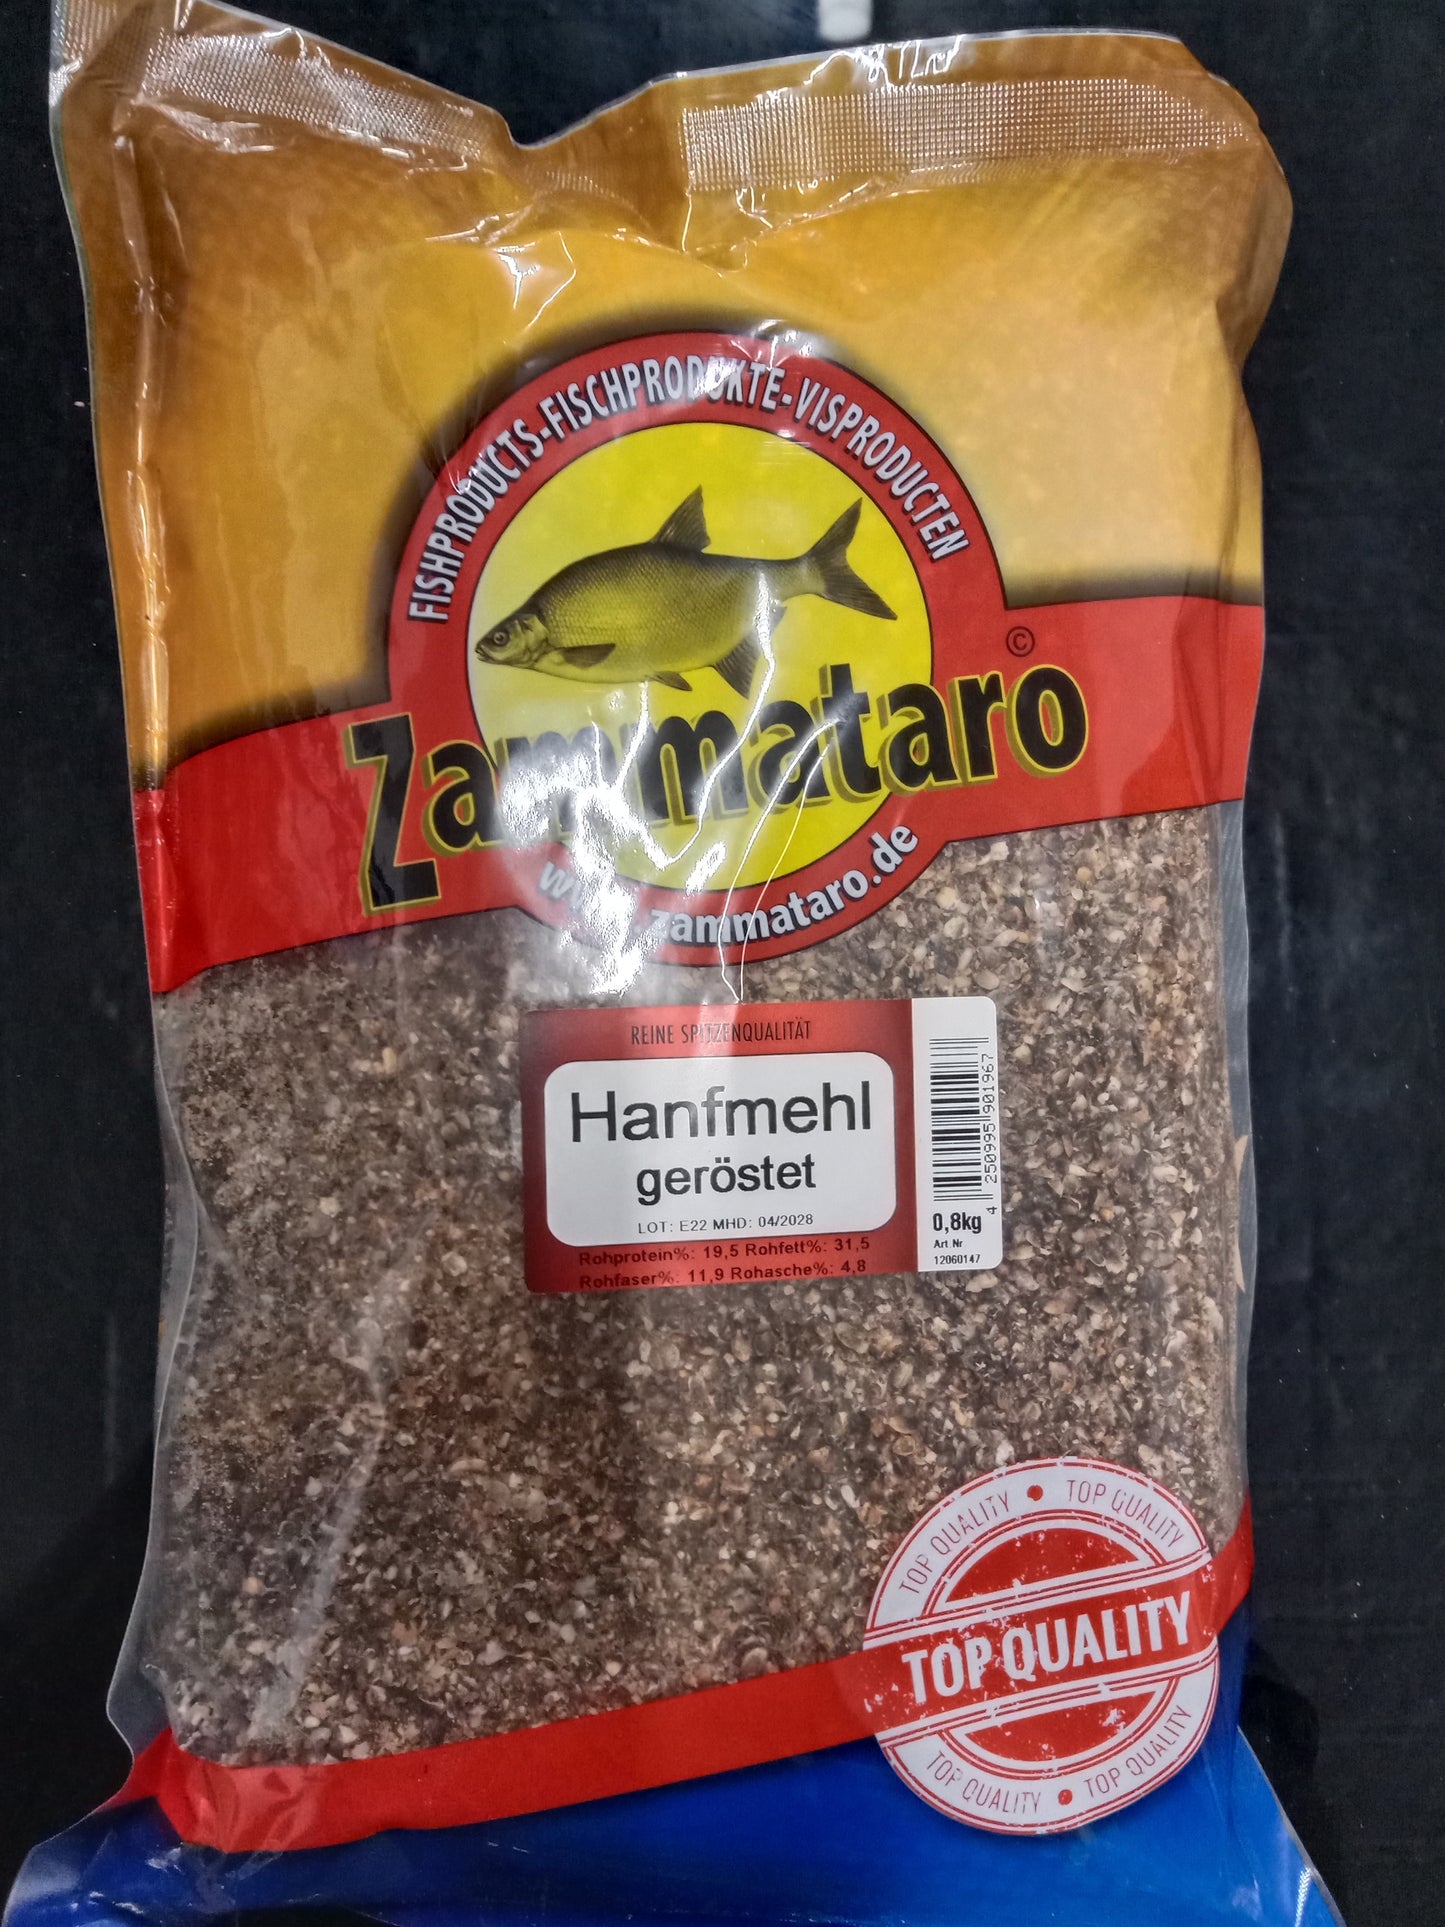 FISHPRODUCTS-FISCHPRODUKTE-VISPRODUCTEN
©
Zammataro
www.zammataro.de
REINE SPITZENQUALITÄT
Hanfmehl
geröstet
LOT: E22 MHD: 04/2028
Rohprotein%: 19,5 Rohfett%: 31,5
Rohfaser%: 11,9 Rohasche%: 4,8
4 250995 901967
0,8kg
Art.Nr
12060147
TOP QUALITY • TOP QUALITY
TOP QUALITY
TOP QUALITY • TOP QUALITY